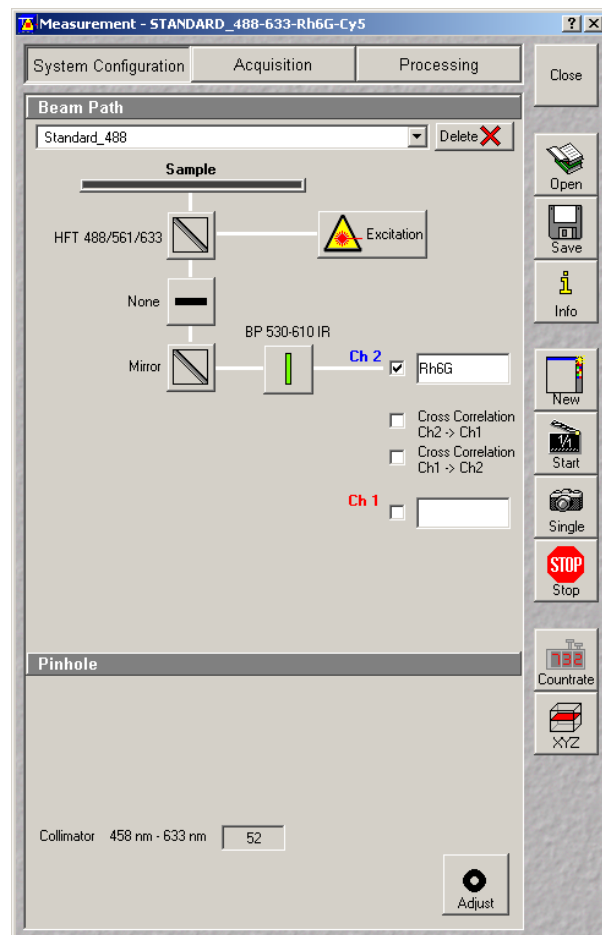 Measurement - STANDARD_488-633-Rh6G-Cy5
System Configuration
Acquisition
Processing
Close
Beam Path
Standard_488
Delete
Sample
Open
HFT 488/561/633
Excitation
Save
i
Info
None
BP 530-610 IR
Mirror
Ch 2
Rh6G
New
Cross Correlation
Ch2 -> Ch1
Cross Correlation
Ch1 -> Ch2
1/1
Start
Ch 1
Single
STOP
Stop
Pinhole
732
Countrate
XYZ
Collimator 458 nm - 633 nm 52
Adjust